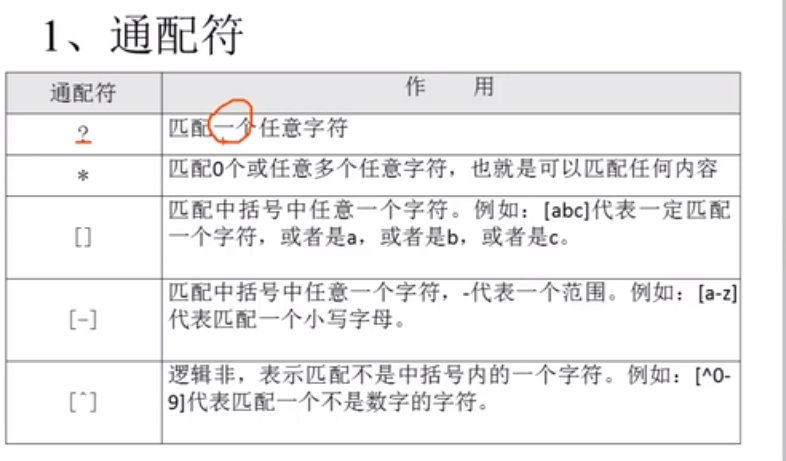 1、通配符
通配符
作 用
?
匹配一个任意字符
*
匹配0个或任意多个任意字符，也就是可以匹配任何内容
[]
匹配中括号中任意一个字符。例如：[abc]代表一定匹配
一个字符，或者是a，或者是b，或者是c。
[-]
匹配中括号中任意一个字符，-代表一个范围。例如：[a-z]
代表匹配一个小写字母。
[^]
逻辑非，表示匹配不是中括号内的一个字符。例如：[^0-
9]代表匹配一个不是数字的字符。